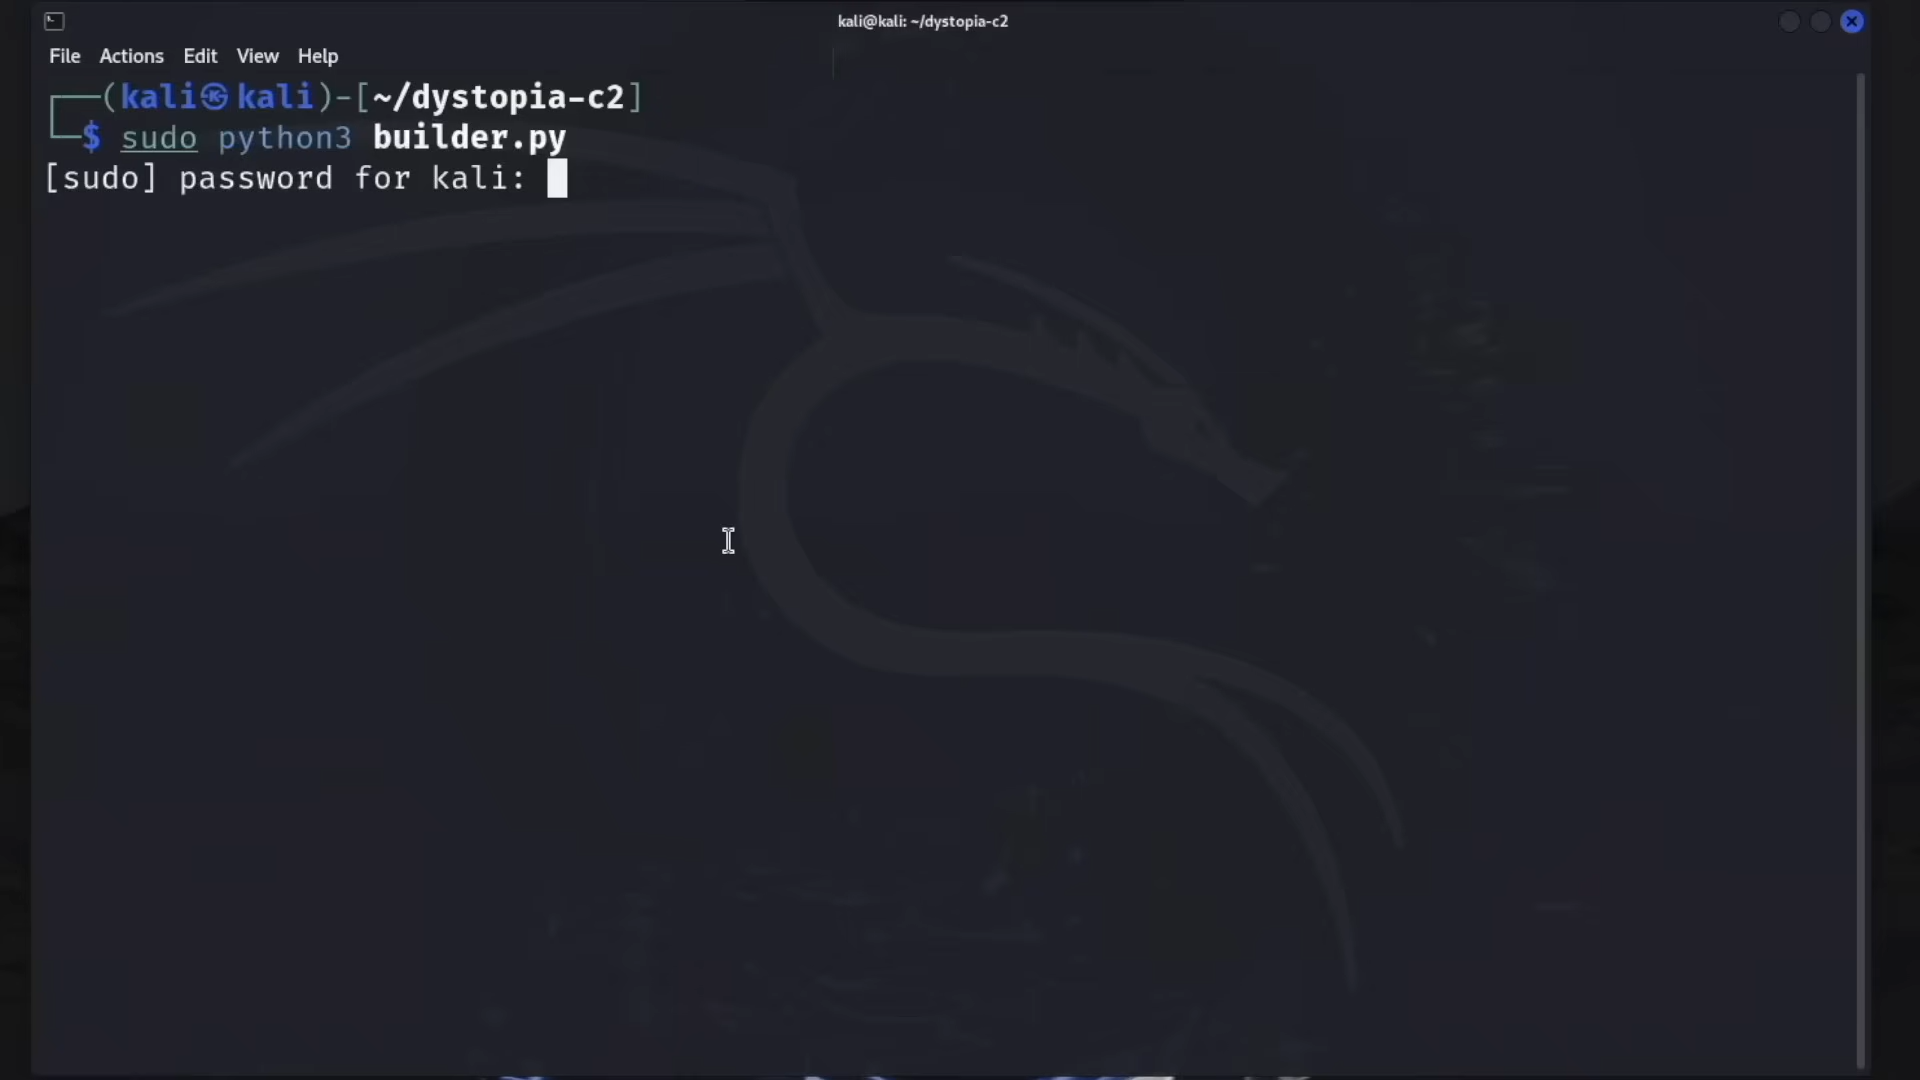 kali@kali: ~/dystopia-c2
File Actions Edit View Help
┌──(kali㉿kali)-[~/dystopia-c2]
└─$ sudo python3 builder.py
[sudo] password for kali: